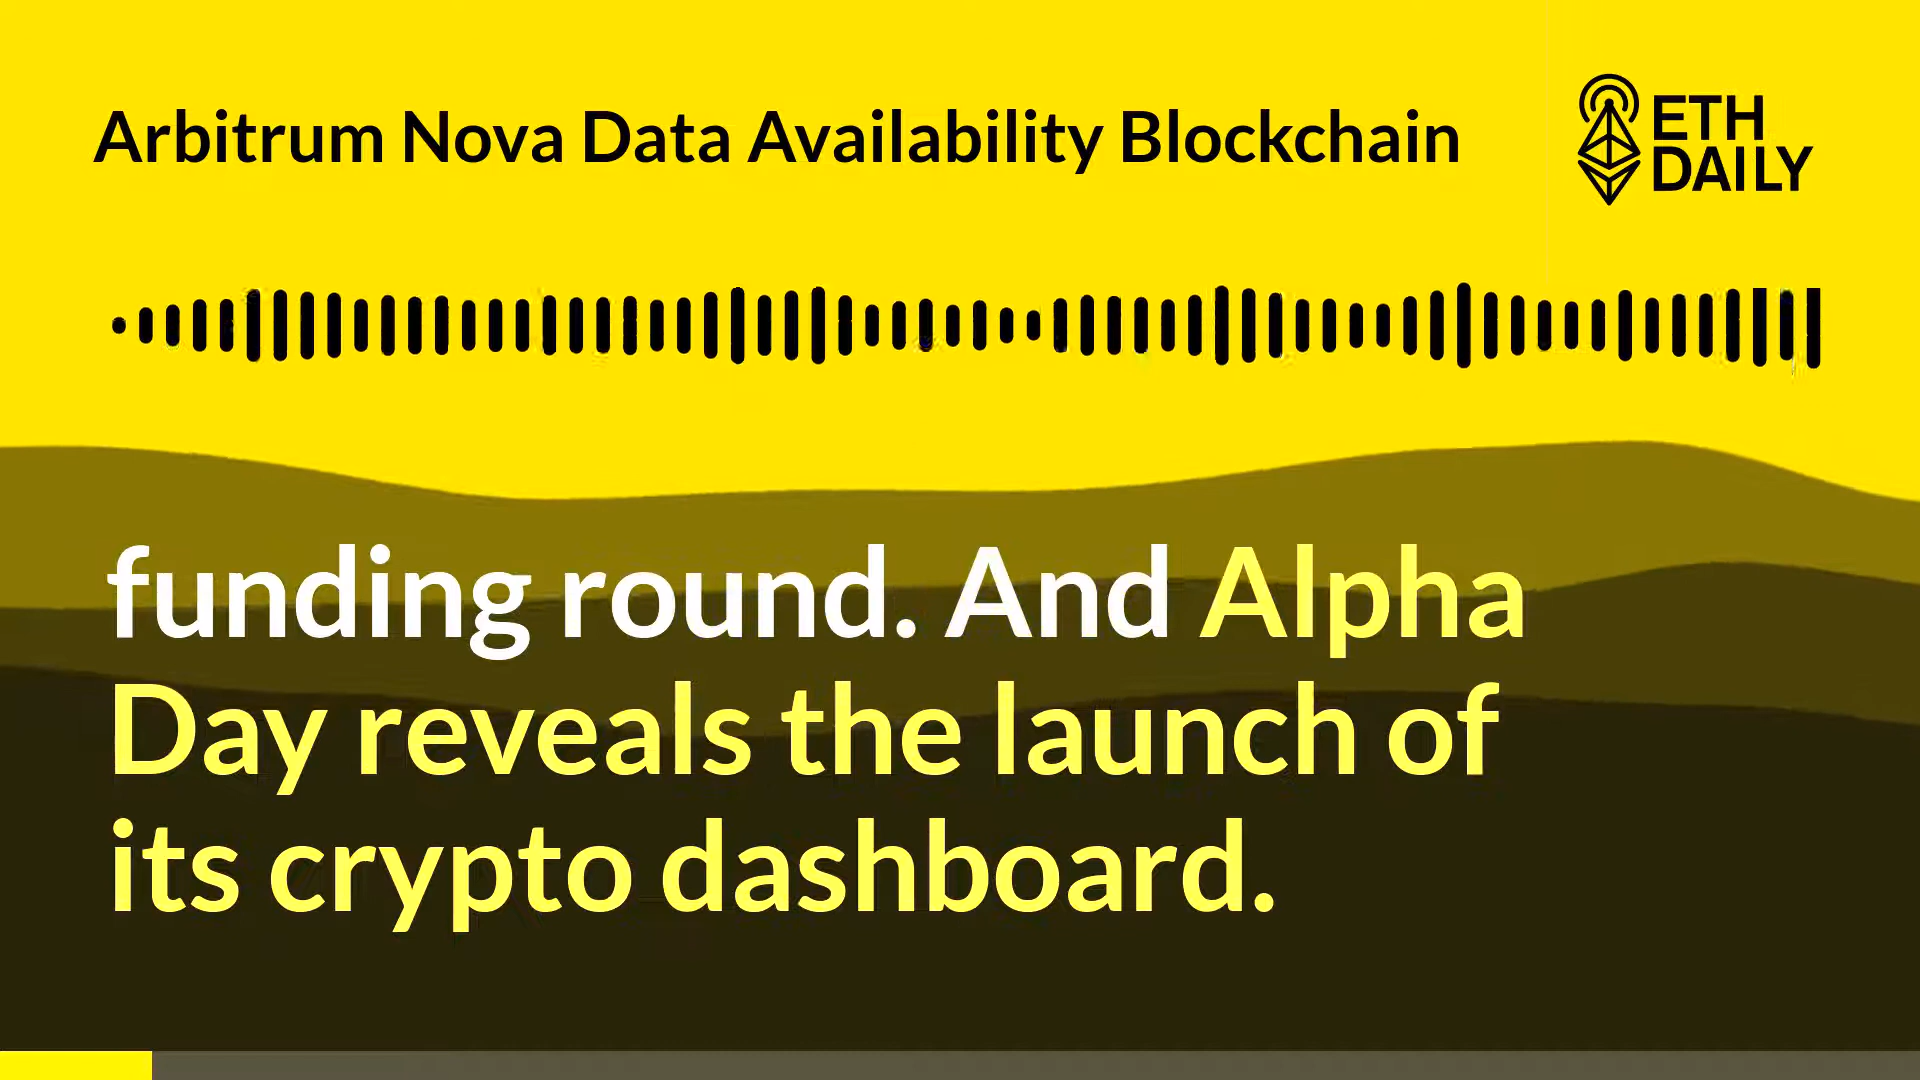 Arbitrum Nova Data Availability Blockchain
ETH
DAILY
funding round. And Alpha
Day reveals the launch of
its crypto dashboard.